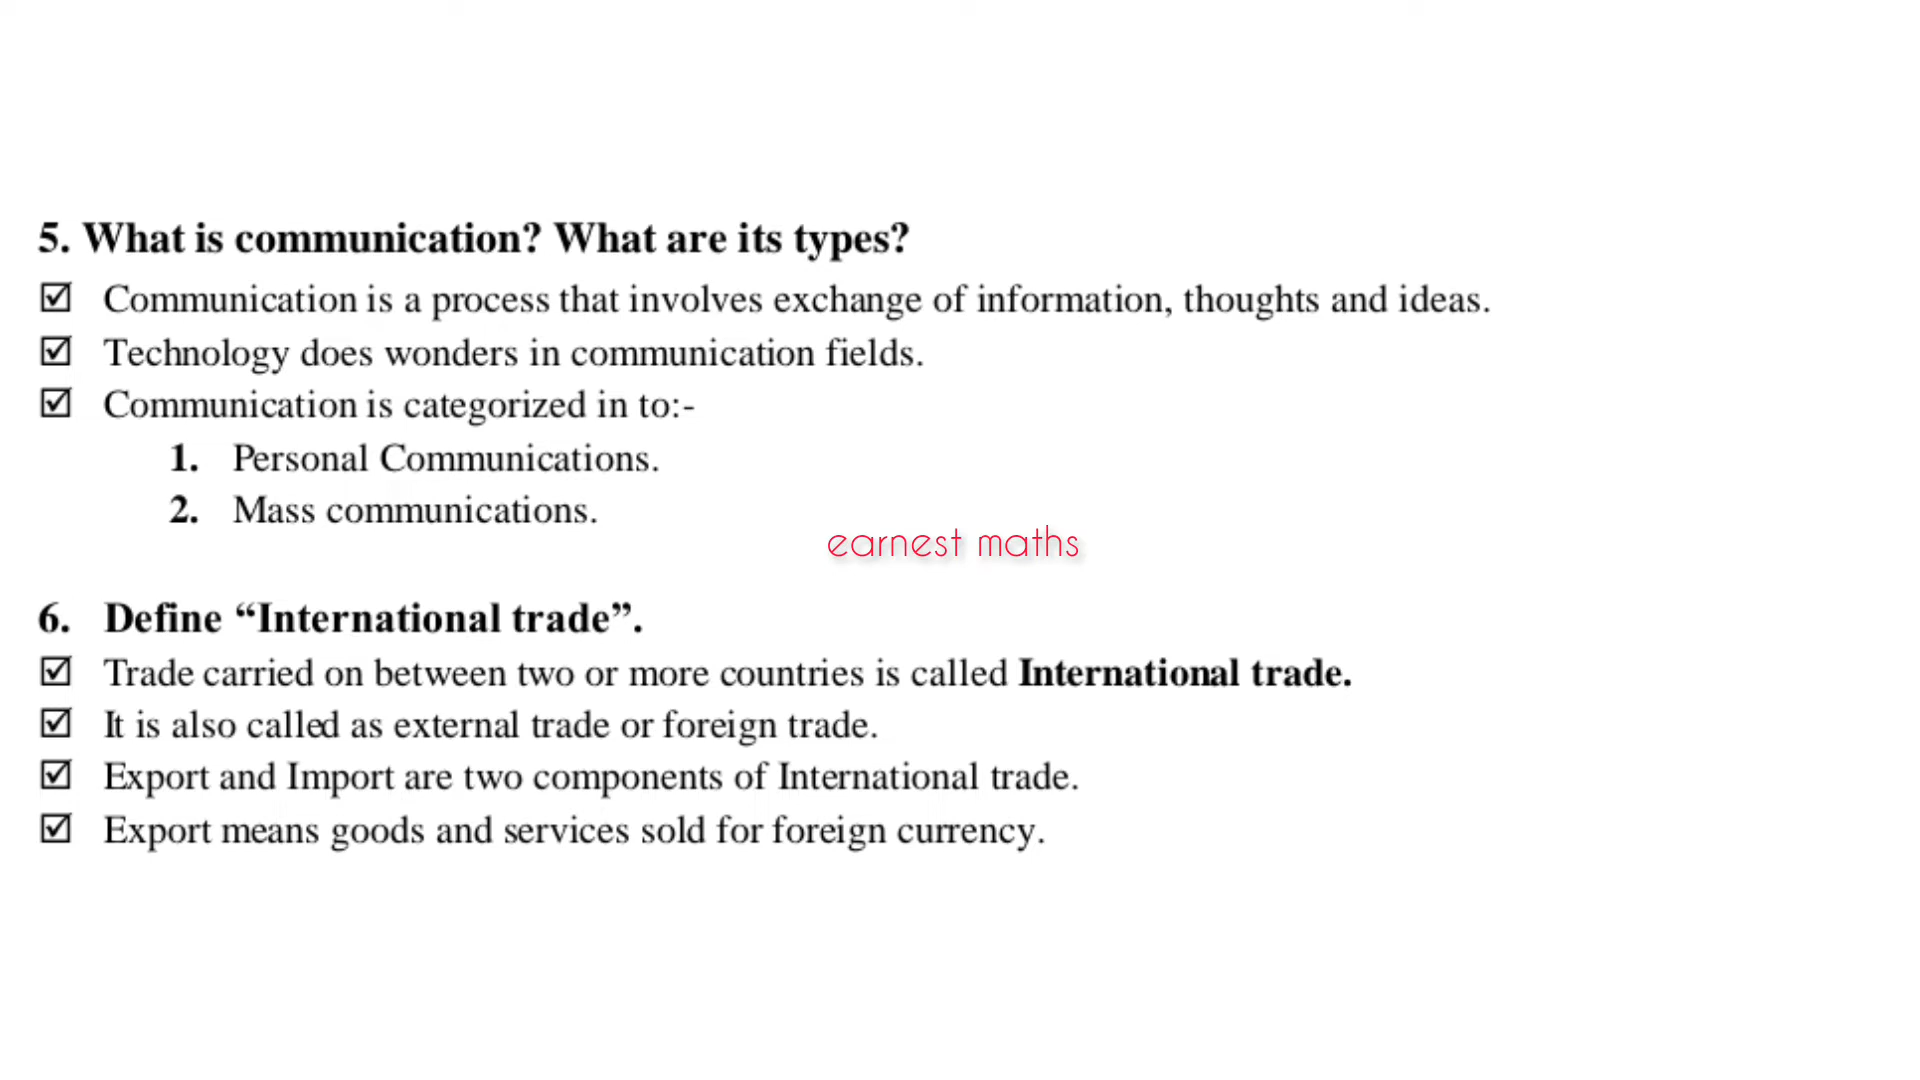 5. What is communication? What are its types?
☑ Communication is a process that involves exchange of information, thoughts and ideas.
☑ Technology does wonders in communication fields.
☑ Communication is categorized in to:-
1. Personal Communications.
2. Mass communications.
earnest maths
6. Define “International trade”.
☑ Trade carried on between two or more countries is called International trade.
☑ It is also called as external trade or foreign trade.
☑ Export and Import are two components of International trade.
☑ Export means goods and services sold for foreign currency.